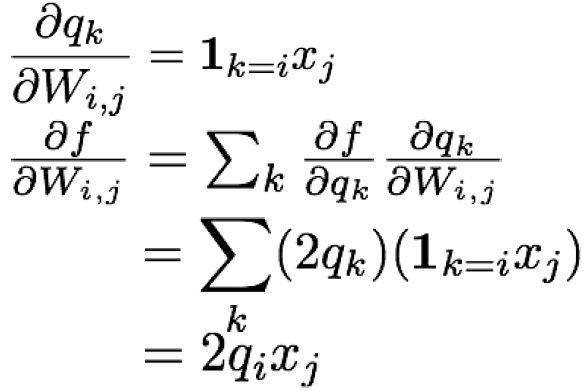 ∂q_k/∂W_{i,j} = 𝟏_{k=i} x_j
∂f/∂W_{i,j} = ∑_k ∂f/∂q_k ∂q_k/∂W_{i,j}
= ∑_k (2q_k)(𝟏_{k=i} x_j)
= 2q_i x_j